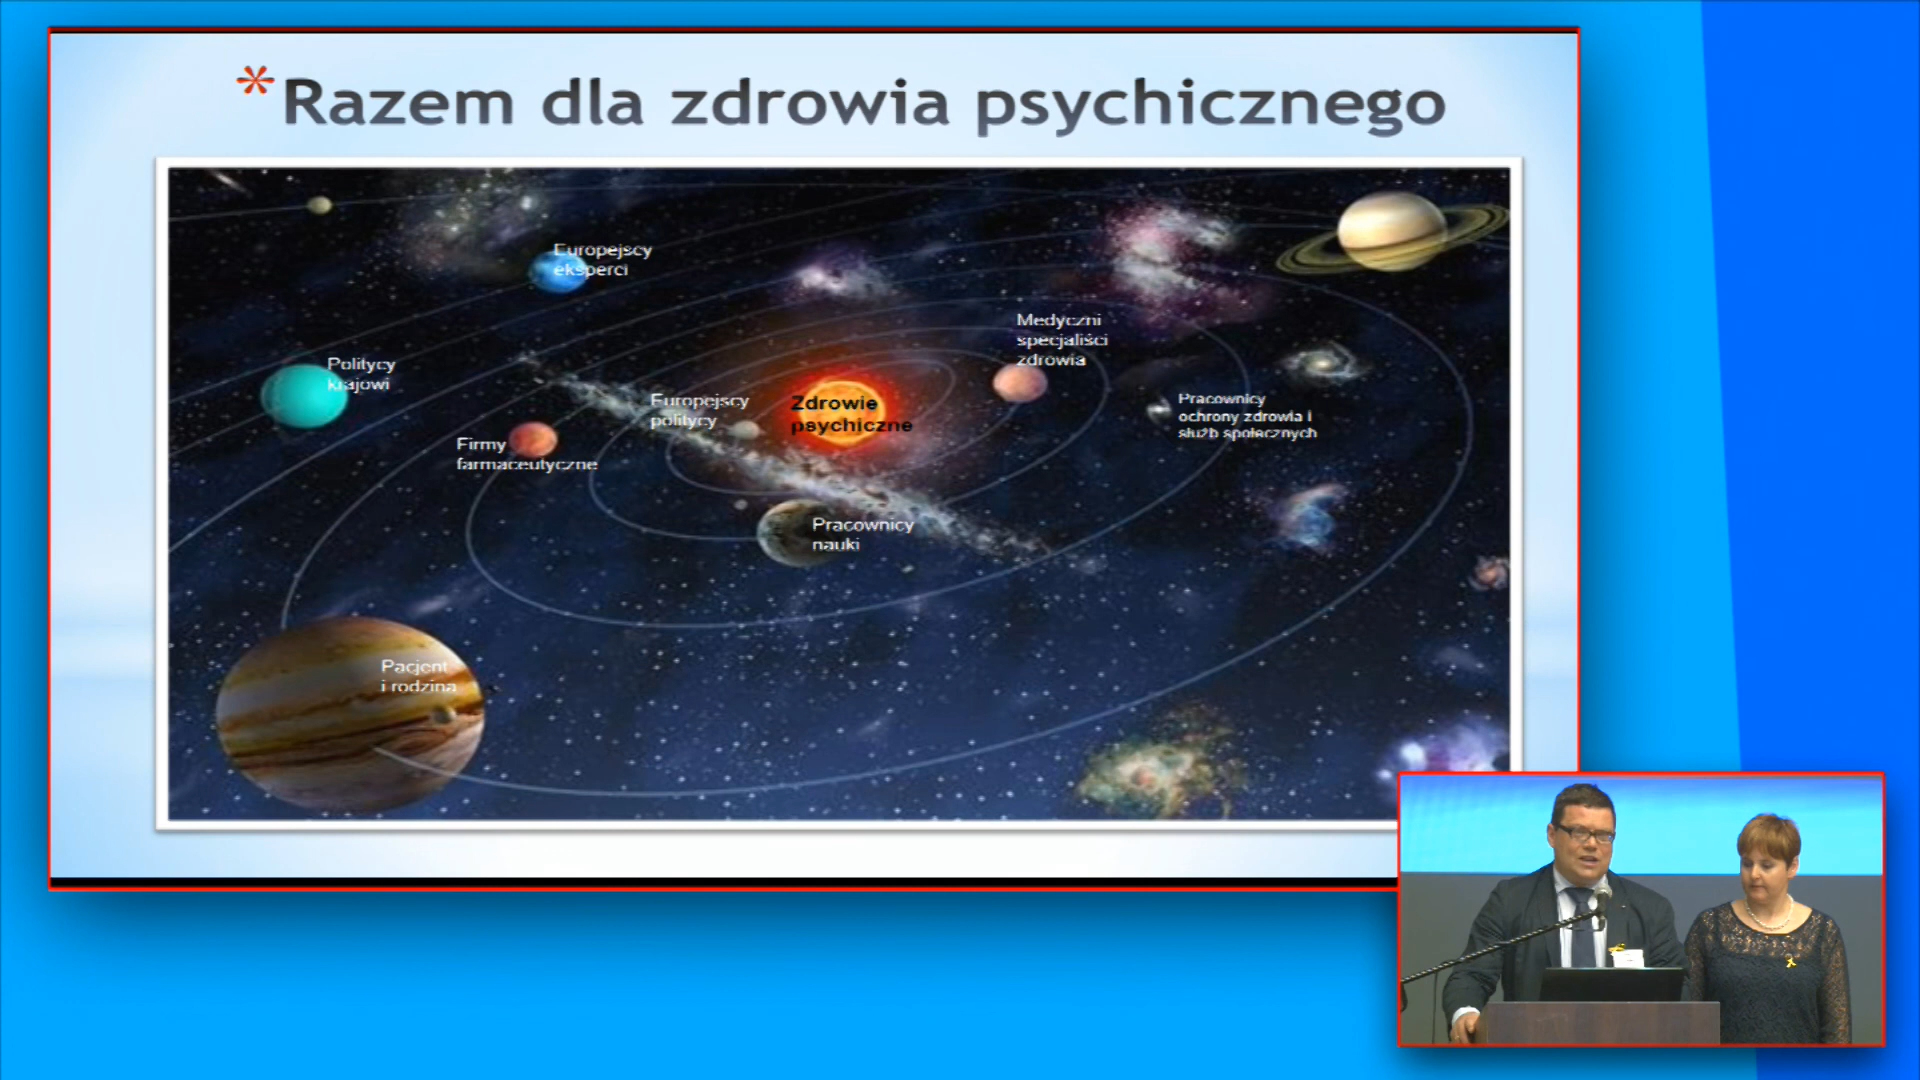 * Razem dla zdrowia psychicznego
Europejscy
eksperci
Medyczni
specjaliści
zdrowia
Politycy
krajowi
Europejscy
politycy
Zdrowie
psychiczne
Pracownicy
ochrony zdrowia i
służb społecznych
Firmy
farmaceutyczne
Pracownicy
nauki
Pacjent
i rodzina